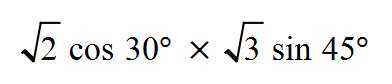 √2 cos 30° × √3 sin 45°